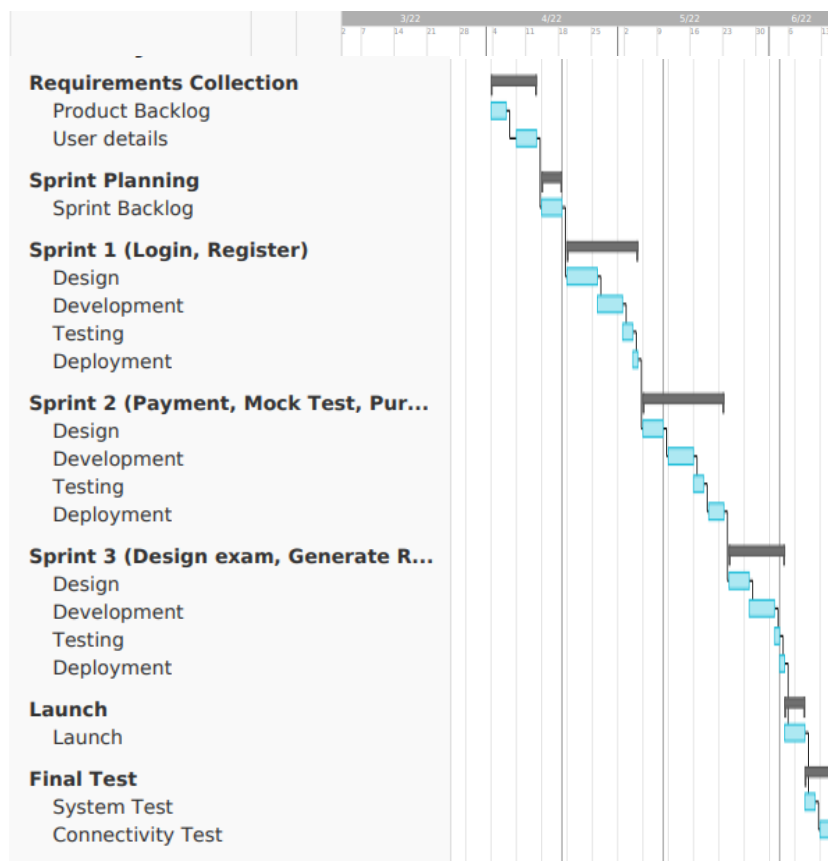 3/22 4/22 5/22 6/22
2 7 14 21 28 4 11 18 25 2 9 16 23 30 6
Requirements Collection
Product Backlog
User details
Sprint Planning
Sprint Backlog
Sprint 1 (Login, Register)
Design
Development
Testing
Deployment
Sprint 2 (Payment, Mock Test, Pur...
Design
Development
Testing
Deployment
Sprint 3 (Design exam, Generate R...
Design
Development
Testing
Deployment
Launch
Launch
Final Test
System Test
Connectivity Test